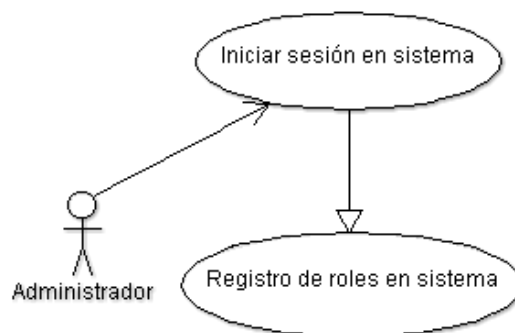 Iniciar sesión en sistema
Administrador
Registro de roles en sistema